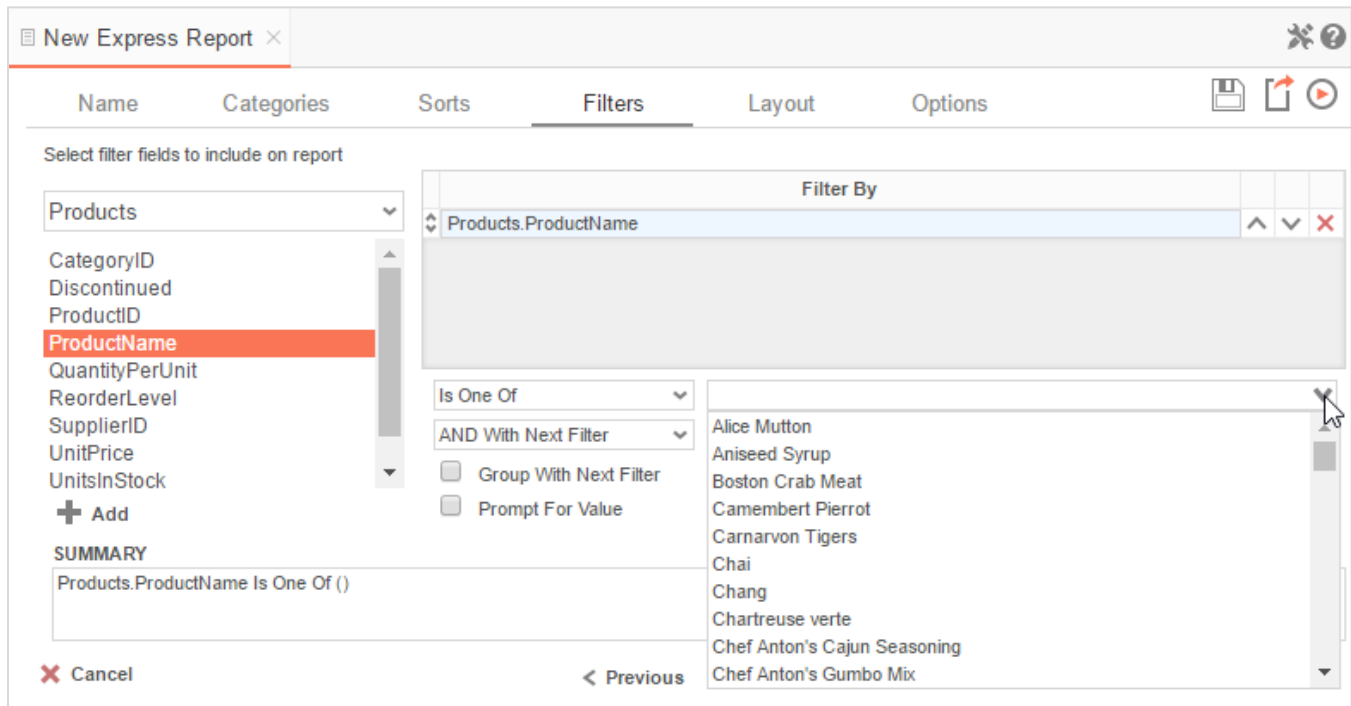 New Express Report
Name Categories Sorts Filters Layout Options
Select filter fields to include on report
Products
CategoryID
Discontinued
ProductID
ProductName
QuantityPerUnit
ReorderLevel
SupplierID
UnitPrice
UnitsInStock
Add
Filter By
Products.ProductName
Is One Of
AND With Next Filter
Group With Next Filter
Prompt For Value
Alice Mutton
Aniseed Syrup
Boston Crab Meat
Camembert Pierrot
Carnarvon Tigers
Chai
Chang
Chartreuse verte
Chef Anton's Cajun Seasoning
Chef Anton's Gumbo Mix
SUMMARY
Products.ProductName Is One Of ()
Cancel
< Previous